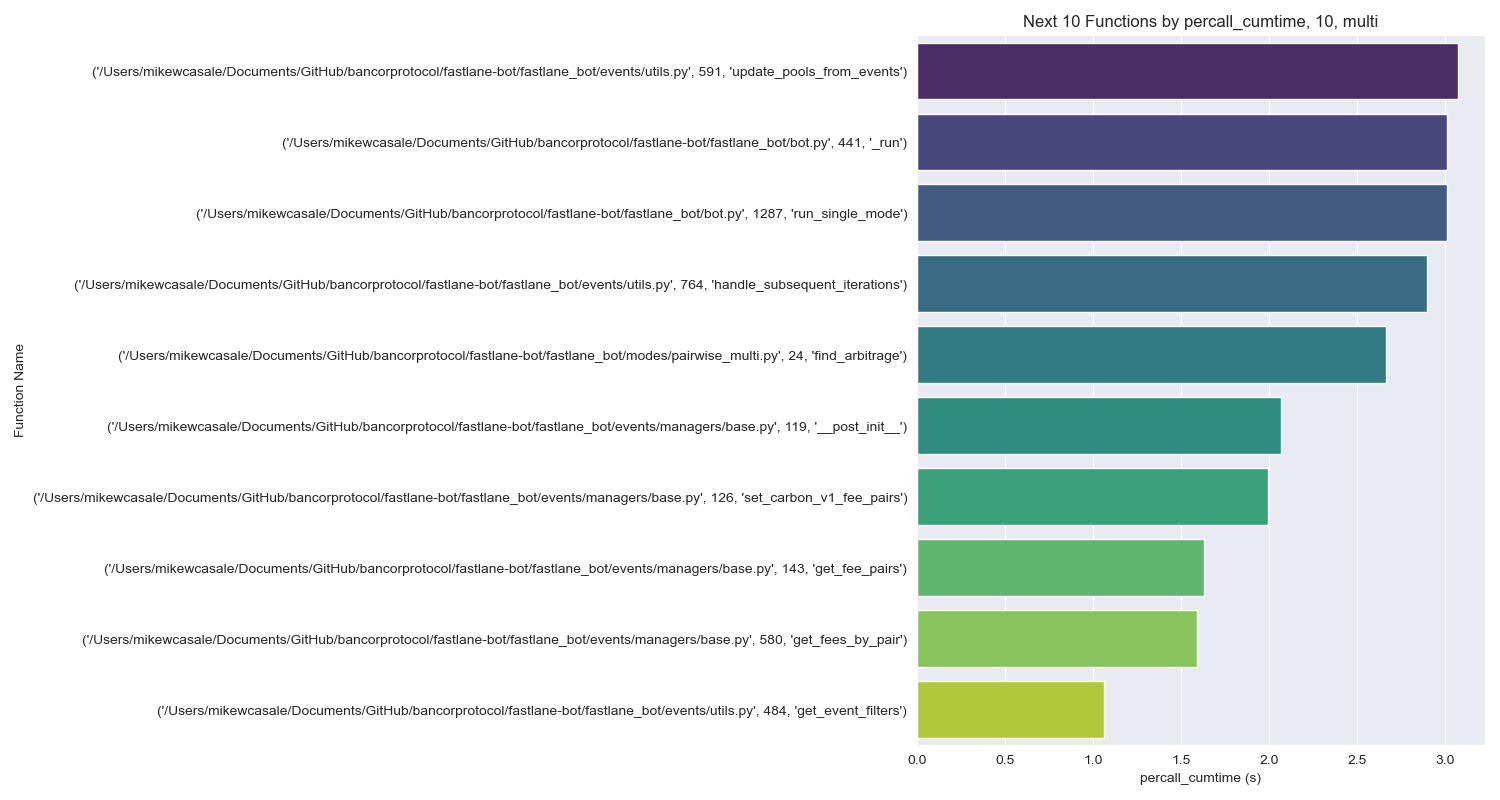 Next 10 Functions by percall_cumtime, 10, multi
Function Name
('/Users/mikewcasale/Documents/GitHub/bancorprotocol/fastlane-bot/fastlane_bot/events/utils.py', 591, 'update_pools_from_events')
('/Users/mikewcasale/Documents/GitHub/bancorprotocol/fastlane-bot/fastlane_bot/bot.py', 441, '_run')
('/Users/mikewcasale/Documents/GitHub/bancorprotocol/fastlane-bot/fastlane_bot/bot.py', 1287, 'run_single_mode')
('/Users/mikewcasale/Documents/GitHub/bancorprotocol/fastlane-bot/fastlane_bot/events/utils.py', 764, 'handle_subsequent_iterations')
('/Users/mikewcasale/Documents/GitHub/bancorprotocol/fastlane-bot/fastlane_bot/modes/pairwise_multi.py', 24, 'find_arbitrage')
('/Users/mikewcasale/Documents/GitHub/bancorprotocol/fastlane-bot/fastlane_bot/events/managers/base.py', 119, '__post_init__')
('/Users/mikewcasale/Documents/GitHub/bancorprotocol/fastlane-bot/fastlane_bot/events/managers/base.py', 126, 'set_carbon_v1_fee_pairs')
('/Users/mikewcasale/Documents/GitHub/bancorprotocol/fastlane-bot/fastlane_bot/events/managers/base.py', 143, 'get_fee_pairs')
('/Users/mikewcasale/Documents/GitHub/bancorprotocol/fastlane-bot/fastlane_bot/events/managers/base.py', 580, 'get_fees_by_pair')
('/Users/mikewcasale/Documents/GitHub/bancorprotocol/fastlane-bot/fastlane_bot/events/utils.py', 484, 'get_event_filters')
0.0 0.5 1.0 1.5 2.0 2.5 3.0
percall_cumtime (s)